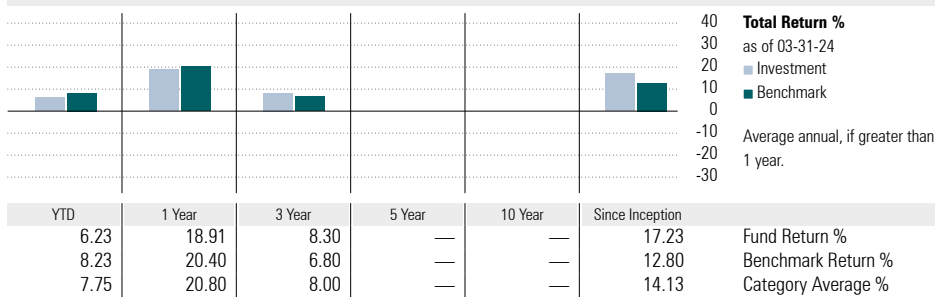 40
30
20
10
0
-10
-20
-30
Total Return %
as of 03-31-24
Investment
Benchmark
Average annual, if greater than
1 year.
YTD 1 Year 3 Year 5 Year 10 Year Since Inception
6.23 18.91 8.30 — — 17.23 Fund Return %
8.23 20.40 6.80 — — 12.80 Benchmark Return %
7.75 20.80 8.00 — — 14.13 Category Average %